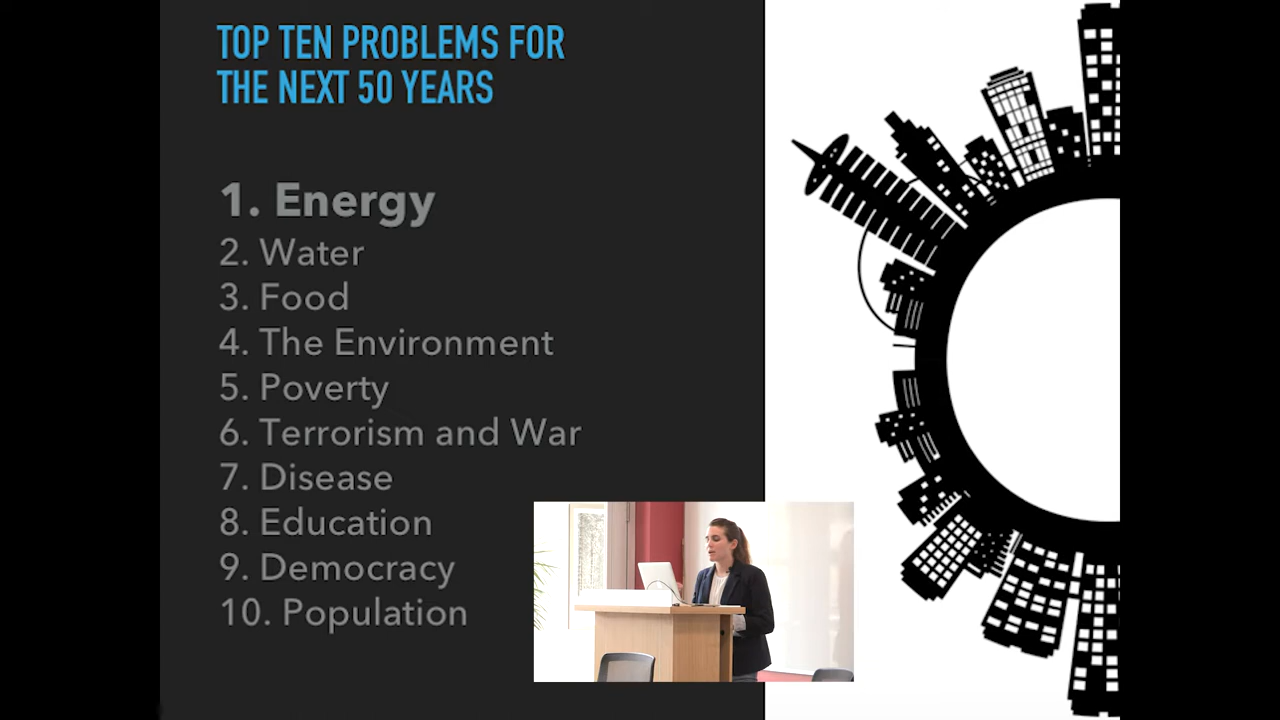 TOP TEN PROBLEMS FOR
THE NEXT 50 YEARS
1. Energy
2. Water
3. Food
4. The Environment
5. Poverty
6. Terrorism and War
7. Disease
8. Education
9. Democracy
10. Population